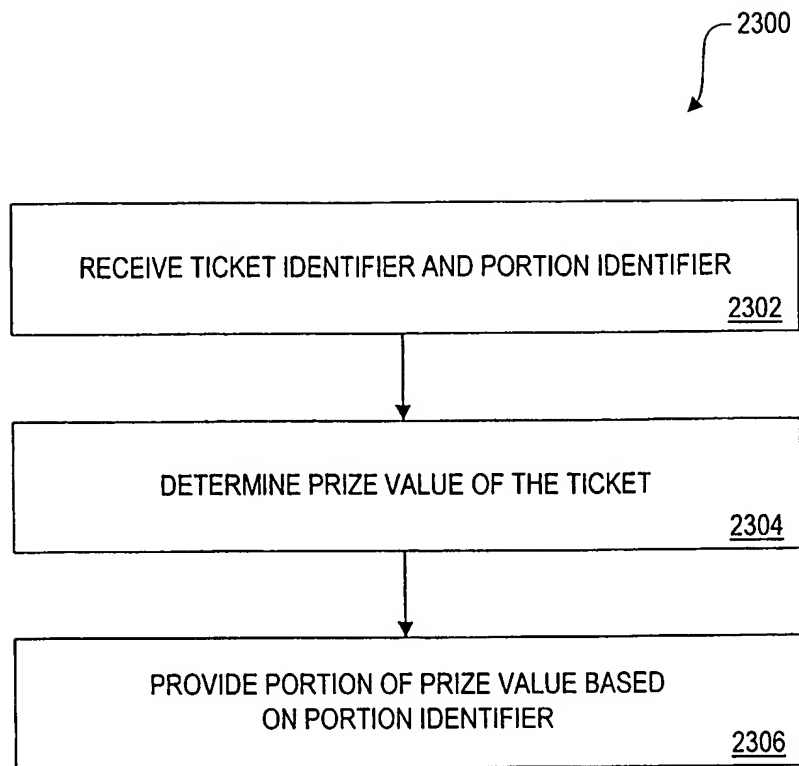 2300
RECEIVE TICKET IDENTIFIER AND PORTION IDENTIFIER
2302
DETERMINE PRIZE VALUE OF THE TICKET
2304
PROVIDE PORTION OF PRIZE VALUE BASED
ON PORTION IDENTIFIER
2306